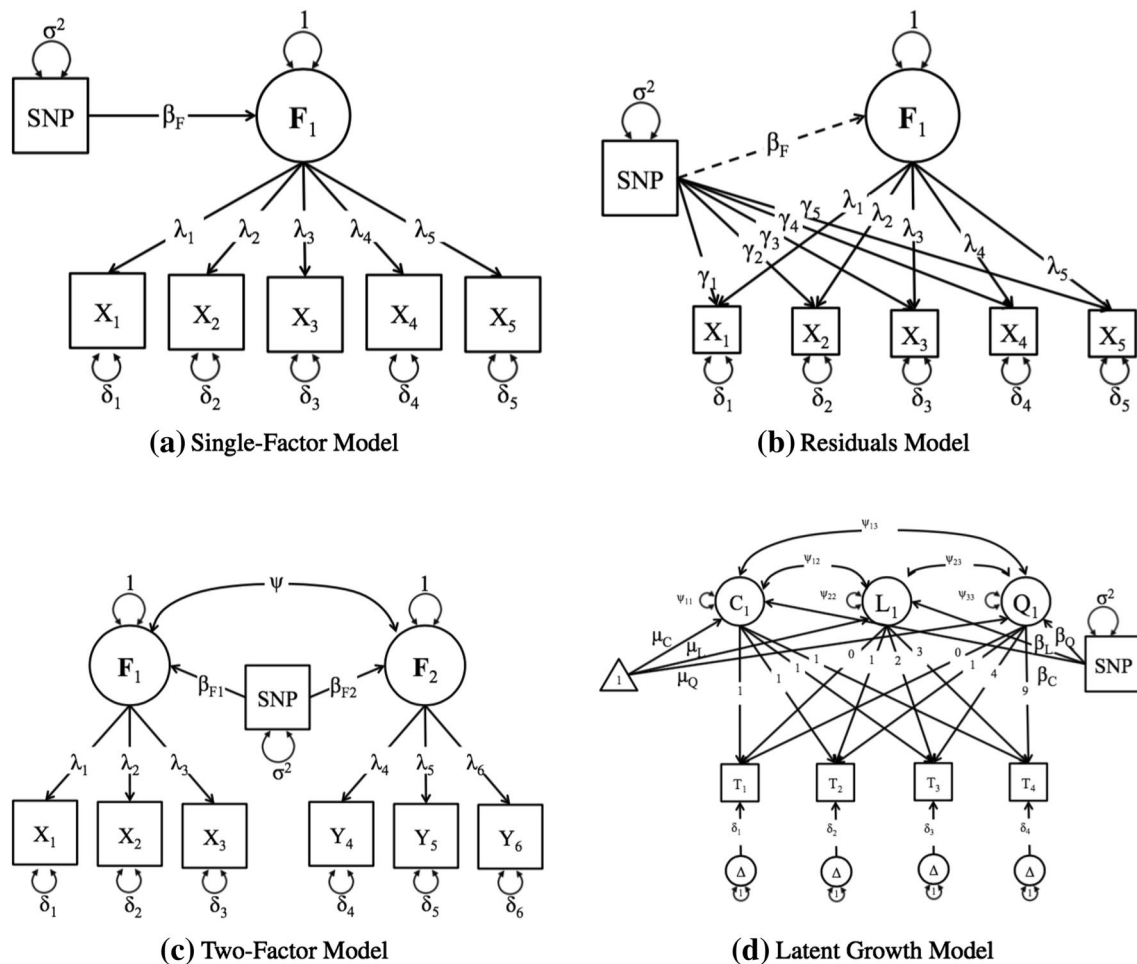 σ² 1
SNP β_F F₁
λ₁ λ₂ λ₃ λ₄ λ₅
X₁ X₂ X₃ X₄ X₅
δ₁ δ₂ δ₃ δ₄ δ₅
(a) Single-Factor Model
1
σ²
SNP β_F F₁
γ₁ γ₂ γ₃ γ₄ γ₅ λ₁ λ₂ λ₃ λ₄ λ₅
X₁ X₂ X₃ X₄ X₅
δ₁ δ₂ δ₃ δ₄ δ₅
(b) Residuals Model
ψ
1 1
F₁ β_F1 SNP β_F2 F₂
σ²
λ₁ λ₂ λ₃ λ₄ λ₅ λ₆
X₁ X₂ X₃ Y₄ Y₅ Y₆
δ₁ δ₂ δ₃ δ₄ δ₅ δ₆
(c) Two-Factor Model
ψ₁₃
ψ₁₂ ψ₂₃
ψ₁₁ C₁ ψ₂₂ L₁ ψ₃₃ Q₁ σ²
μ_C μ_L β_L β_Q SNP
1 μ_Q β_C
1 1 1 1 0 1 2 3 0 1 4 9
T₁ T₂ T₃ T₄
δ₁ δ₂ δ₃ δ₄
Δ Δ Δ Δ
1 1 1 1
(d) Latent Growth Model